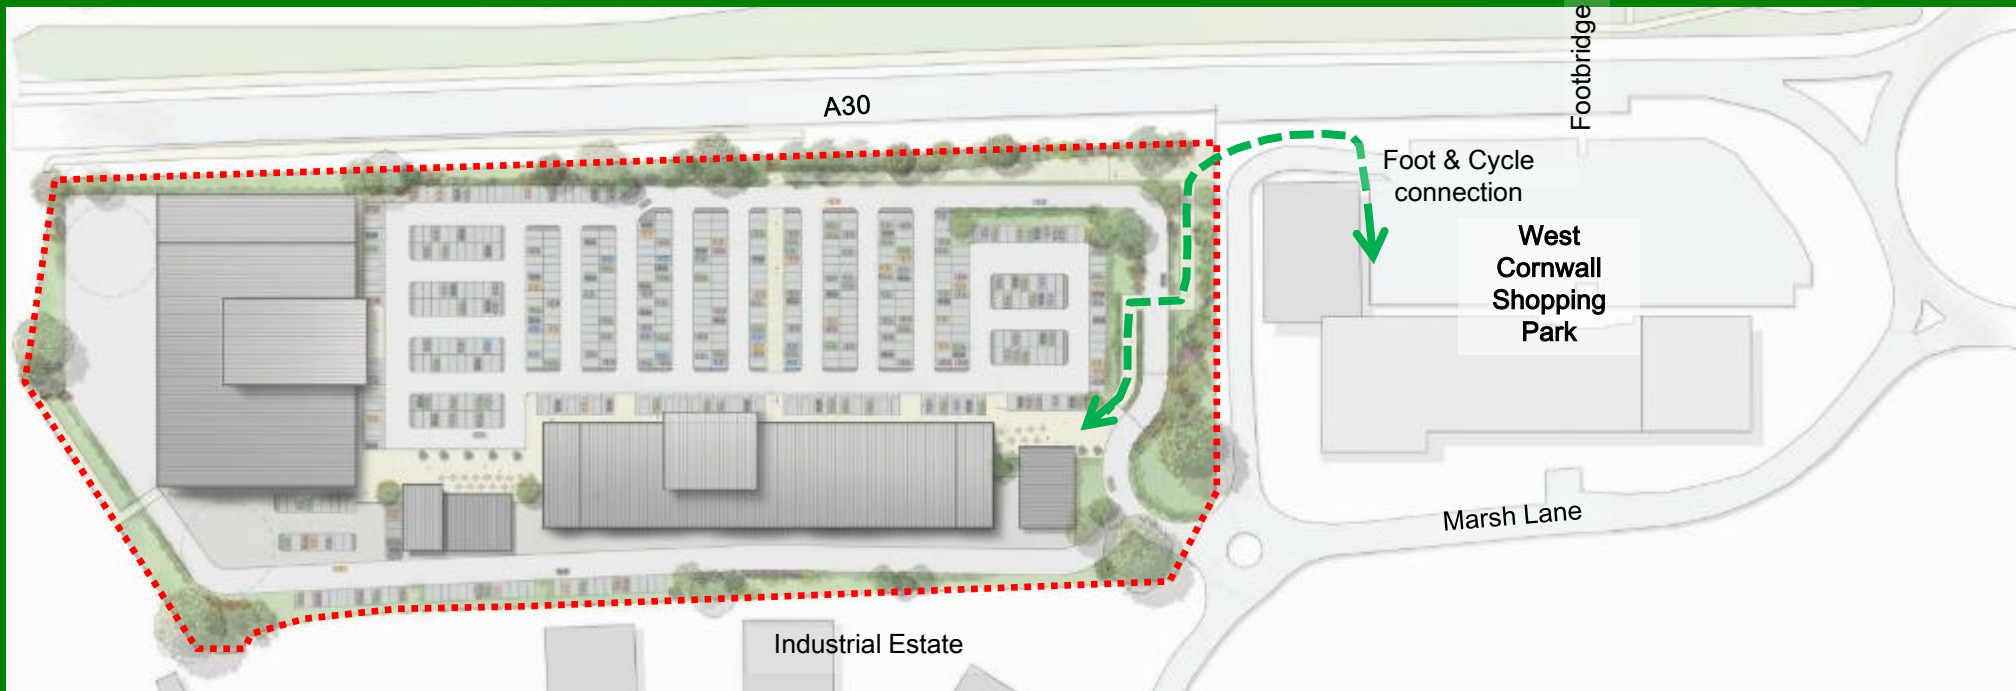 Footbridge
A30
Foot & Cycle
connection
West
Cornwall
Shopping
Park
Marsh Lane
Industrial Estate